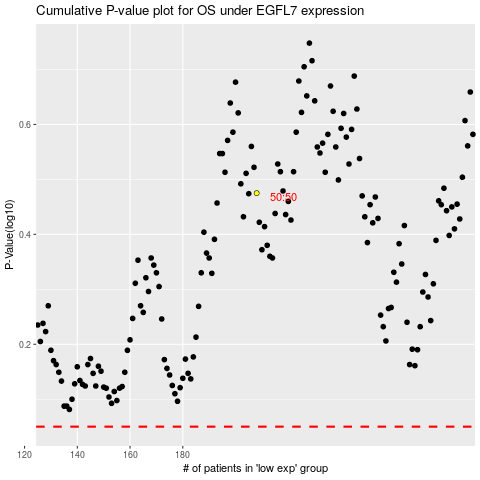 Cumulative P-value plot for OS under EGFL7 expression
P-Value(log10)
0.6
0.4
0.2
50:50
120 140 160 180
# of patients in 'low exp' group